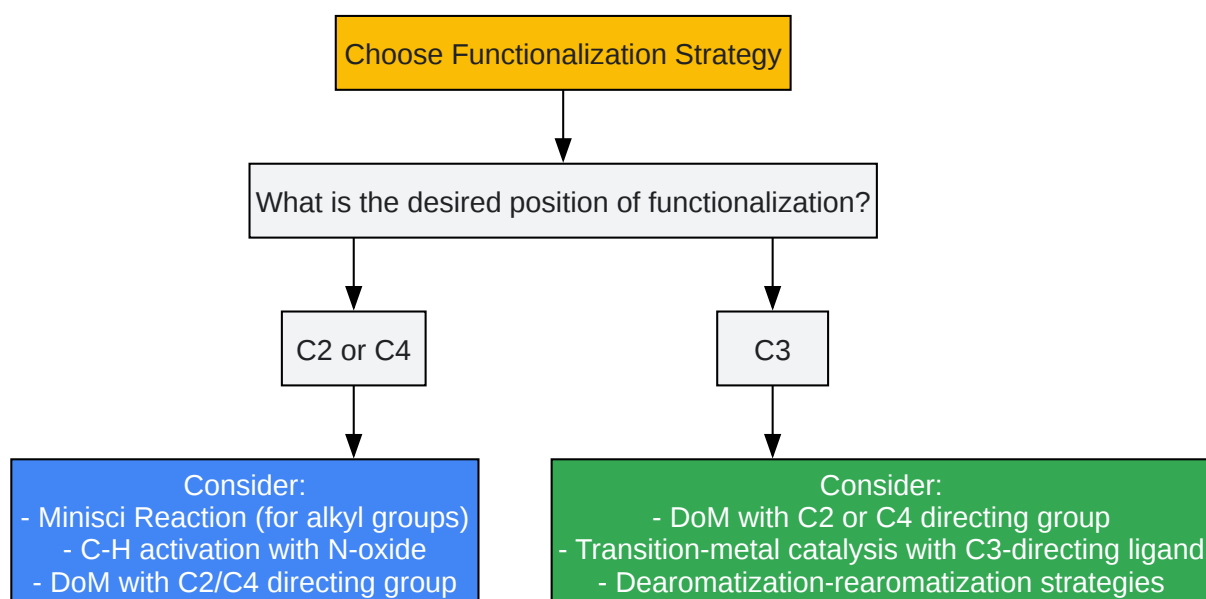 Choose Functionalization Strategy
What is the desired position of functionalization?
C2 or C4
C3
Consider:
- Minisci Reaction (for alkyl groups)
- C-H activation with N-oxide
- DoM with C2/C4 directing group
Consider:
- DoM with C2 or C4 directing group
- Transition-metal catalysis with C3-directing ligand
- Dearomatization-rearomatization strategies